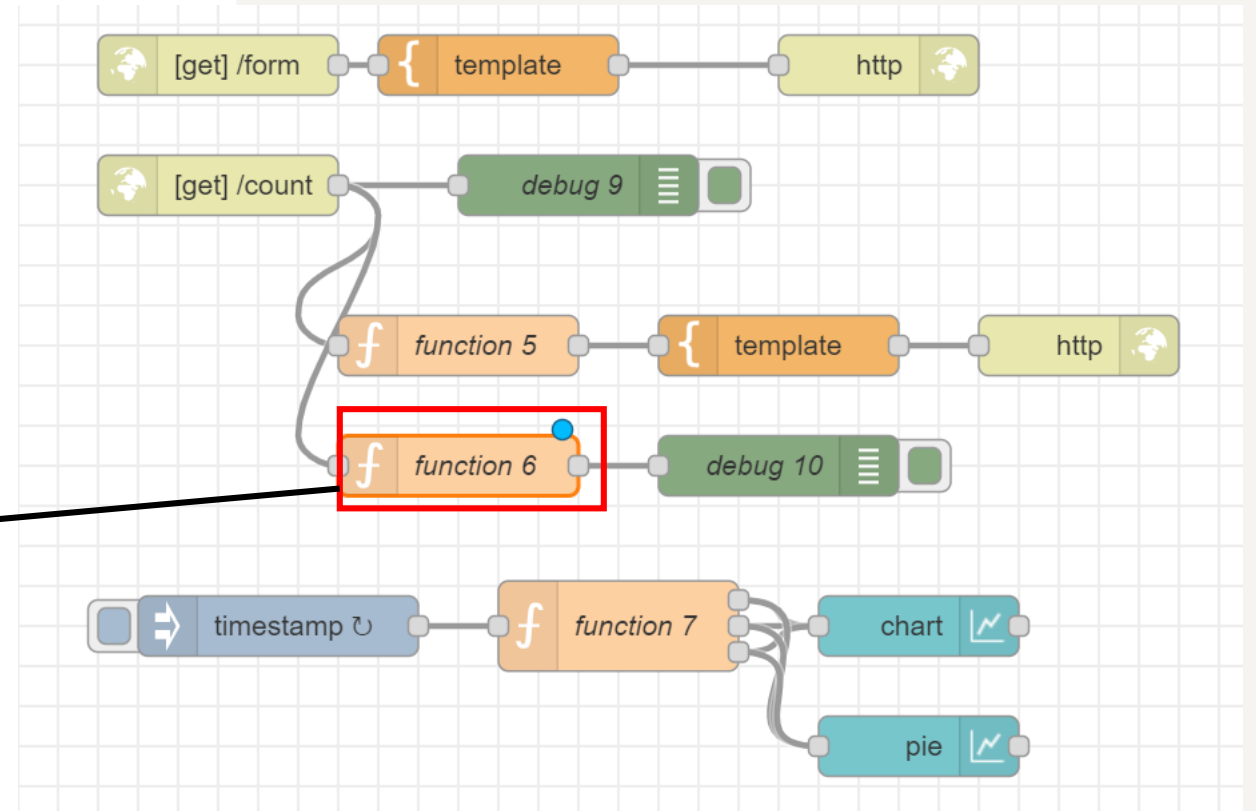 [get] /form
template
http
[get] /count
debug 9
function 5
template
http
function 6
debug 10
timestamp ↻
function 7
chart
pie